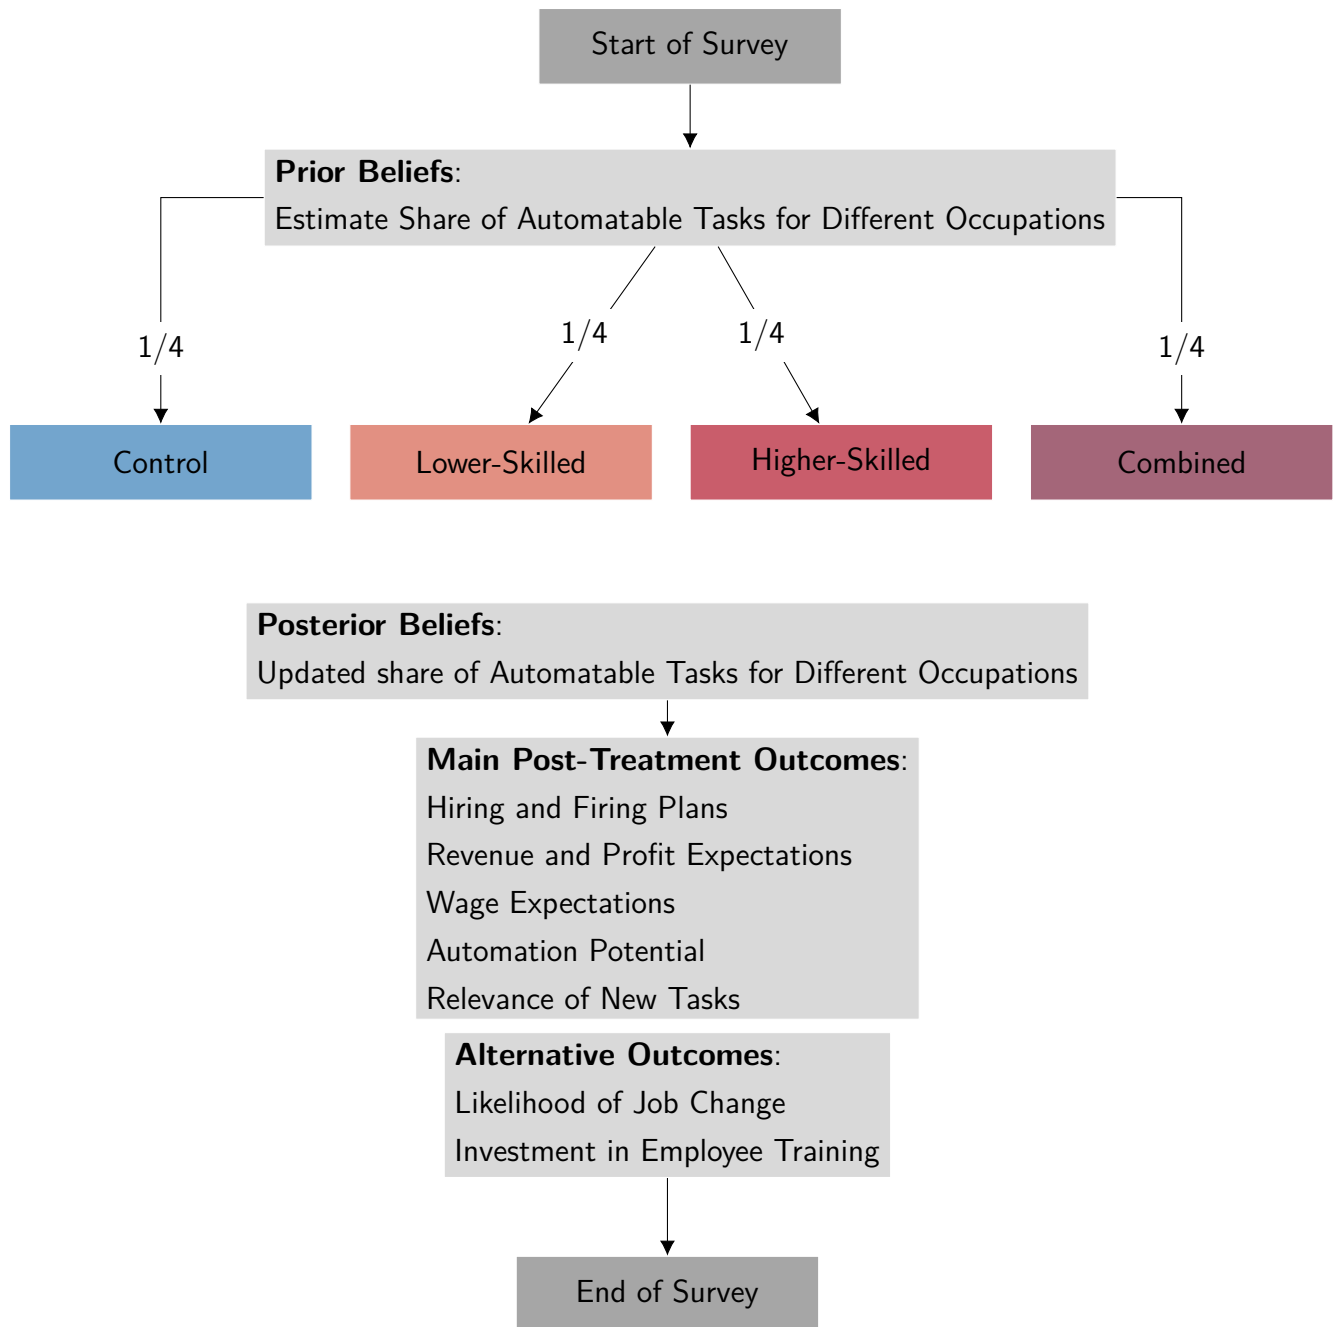 Start of Survey
Prior Beliefs:
Estimate Share of Automatable Tasks for Different Occupations
1/4
1/4
1/4
1/4
Control
Lower-Skilled
Higher-Skilled
Combined
Posterior Beliefs:
Updated share of Automatable Tasks for Different Occupations
Main Post-Treatment Outcomes:
Hiring and Firing Plans
Revenue and Profit Expectations
Wage Expectations
Automation Potential
Relevance of New Tasks
Alternative Outcomes:
Likelihood of Job Change
Investment in Employee Training
End of Survey